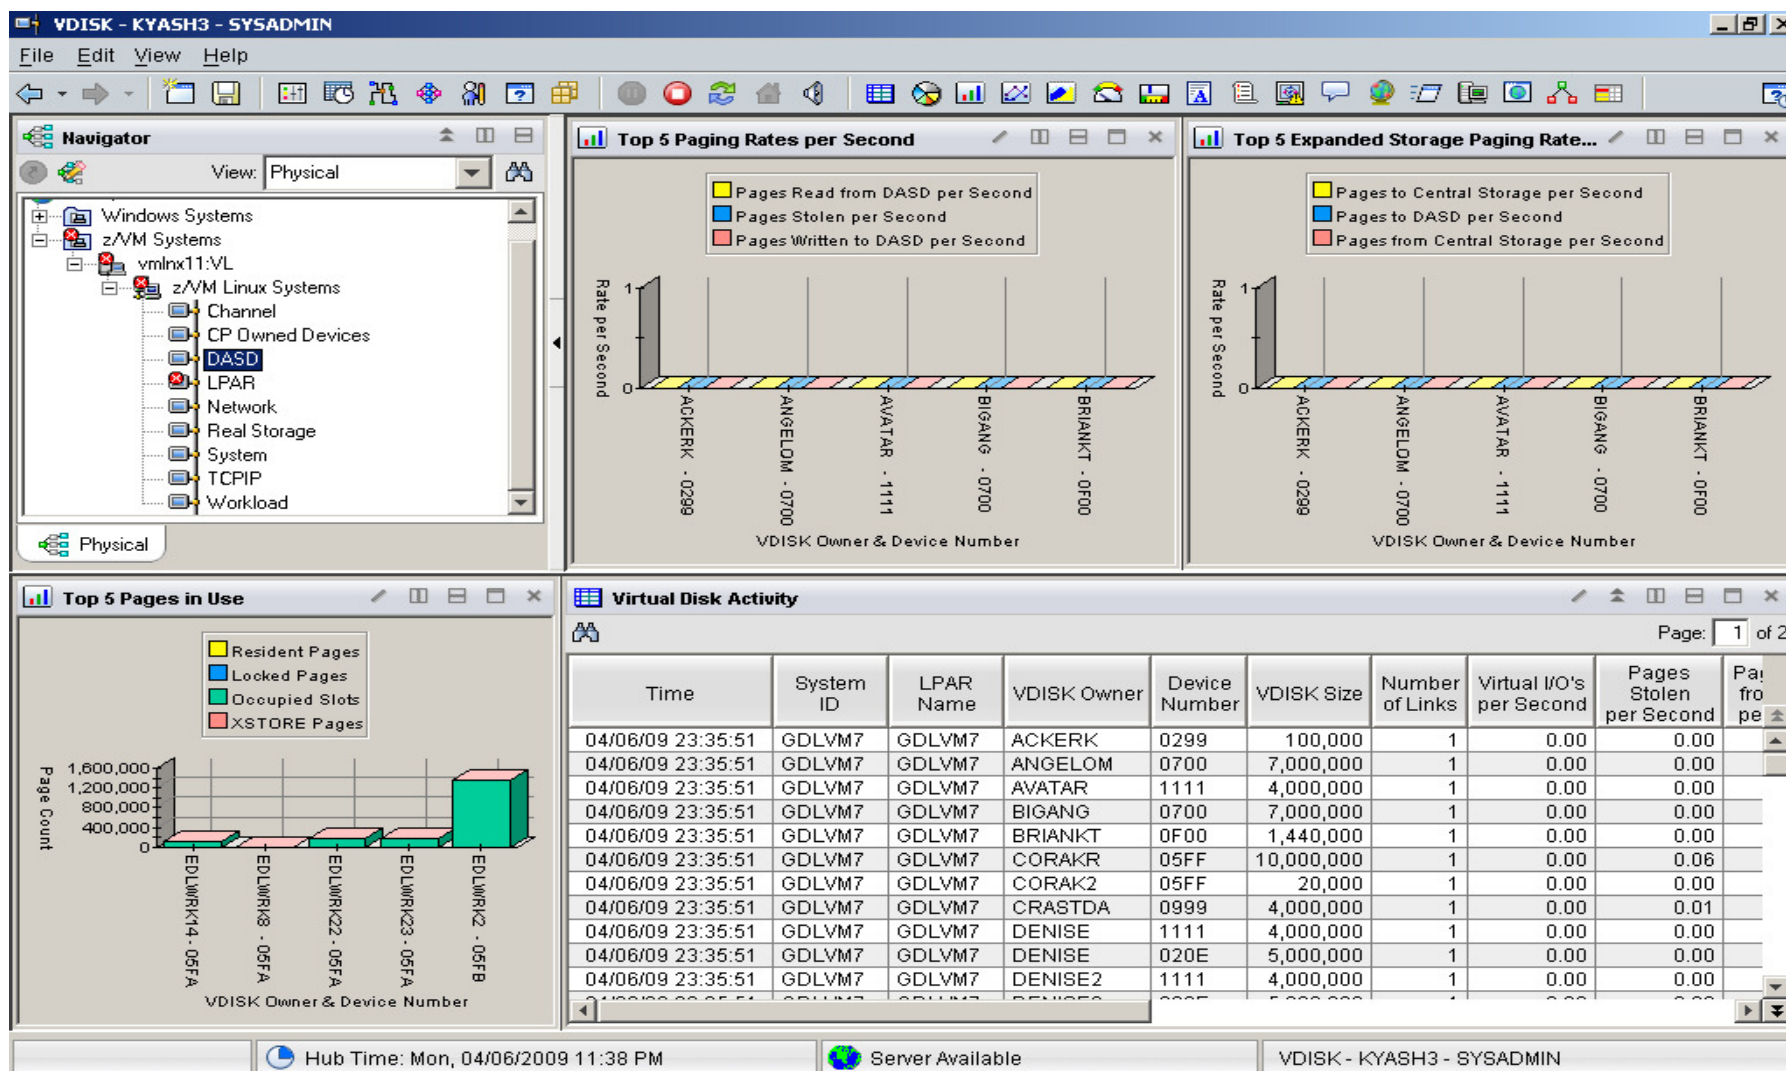 VDISK - KYASH3 - SYSADMIN
File Edit View Help
Navigator
View: Physical
Windows Systems
z/VM Systems
vmlnx11:VL
z/VM Linux Systems
Channel
CP Owned Devices
DASD
LPAR
Network
Real Storage
System
TCPIP
Workload
Physical
Top 5 Paging Rates per Second
Pages Read from DASD per Second
Pages Stolen per Second
Pages Written to DASD per Second
Rate per Second
1
0
ACKERK - 0299
ANGELOM - 0700
AVATAR - 1111
BIGANG - 0700
BRIANKT - 0F00
VDISK Owner & Device Number
Top 5 Expanded Storage Paging Rate...
Pages to Central Storage per Second
Pages to DASD per Second
Pages from Central Storage per Second
Rate per Second
1
0
ACKERK - 0299
ANGELOM - 0700
AVATAR - 1111
BIGANG - 0700
BRIANKT - 0F00
VDISK Owner & Device Number
Top 5 Pages in Use
Resident Pages
Locked Pages
Occupied Slots
XSTORE Pages
Page Count
1,600,000
1,200,000
800,000
400,000
0
EDLWRK14 - 05FA
EDLWRK8 - 05FA
EDLWRK22 - 05FA
EDLWRK23 - 05FA
EDLWRK2 - 05FB
VDISK Owner & Device Number
Virtual Disk Activity
Page: 1 of 2
Time System ID LPAR Name VDISK Owner Device Number VDISK Size Number of Links Virtual I/O's per Second Pages Stolen per Second
04/06/09 23:35:51 GDLVM7 GDLVM7 ACKERK 0299 100,000 1 0.00 0.00
04/06/09 23:35:51 GDLVM7 GDLVM7 ANGELOM 0700 7,000,000 1 0.00 0.00
04/06/09 23:35:51 GDLVM7 GDLVM7 AVATAR 1111 4,000,000 1 0.00 0.00
04/06/09 23:35:51 GDLVM7 GDLVM7 BIGANG 0700 7,000,000 1 0.00 0.00
04/06/09 23:35:51 GDLVM7 GDLVM7 BRIANKT 0F00 1,440,000 1 0.00 0.00
04/06/09 23:35:51 GDLVM7 GDLVM7 CORAKR 05FF 10,000,000 1 0.00 0.06
04/06/09 23:35:51 GDLVM7 GDLVM7 CORAK2 05FF 20,000 1 0.00 0.00
04/06/09 23:35:51 GDLVM7 GDLVM7 CRASTDA 0999 4,000,000 1 0.00 0.01
04/06/09 23:35:51 GDLVM7 GDLVM7 DENISE 1111 4,000,000 1 0.00 0.00
04/06/09 23:35:51 GDLVM7 GDLVM7 DENISE 020E 5,000,000 1 0.00 0.00
04/06/09 23:35:51 GDLVM7 GDLVM7 DENISE2 1111 4,000,000 1 0.00 0.00
Hub Time: Mon, 04/06/2009 11:38 PM
Server Available
VDISK - KYASH3 - SYSADMIN